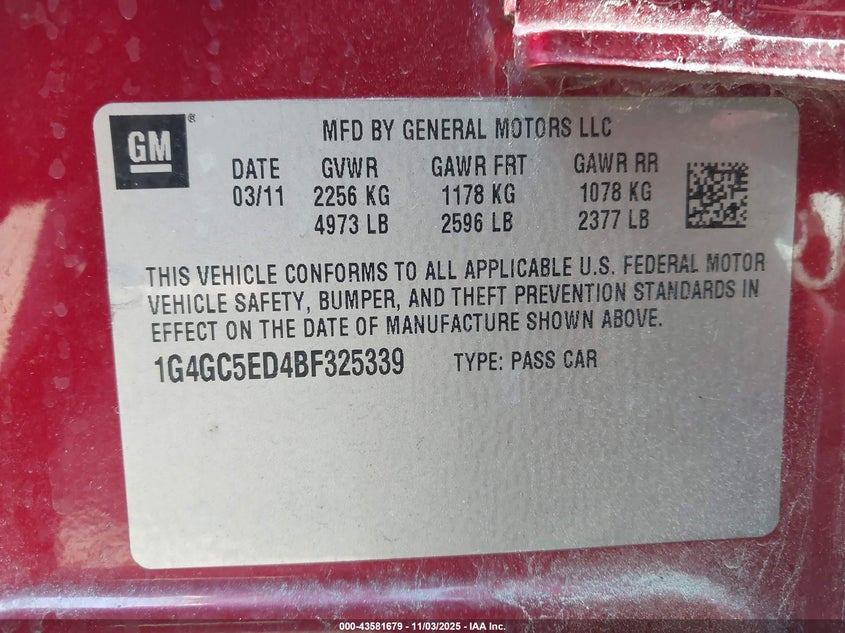 GM®
MFD BY GENERAL MOTORS LLC
DATE GVWR GAWR FRT GAWR RR
03/11 2256 KG 1178 KG 1078 KG
4973 LB 2596 LB 2377 LB
THIS VEHICLE CONFORMS TO ALL APPLICABLE U.S. FEDERAL MOTOR
VEHICLE SAFETY, BUMPER, AND THEFT PREVENTION STANDARDS IN
EFFECT ON THE DATE OF MANUFACTURE SHOWN ABOVE.
1G4GC5ED4BF325339 TYPE: PASS CAR
000-43581679 - 11/03/2025 - IAA Inc.